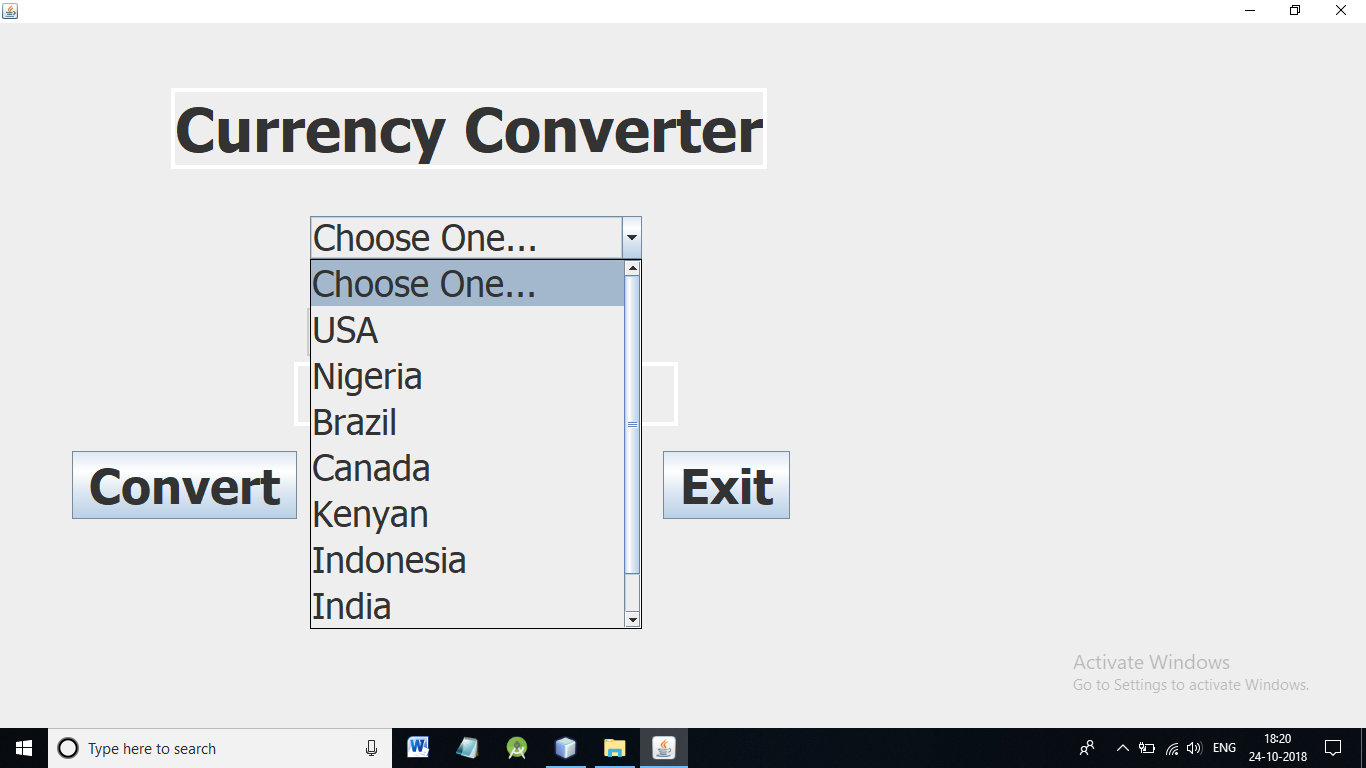 Currency Converter
Choose One...
Choose One...
USA
Nigeria
Brazil
Canada
Kenyan
Indonesia
India
Convert
Exit
Activate Windows
Go to Settings to activate Windows.
Type here to search
W
ENG
18:20
24-10-2018